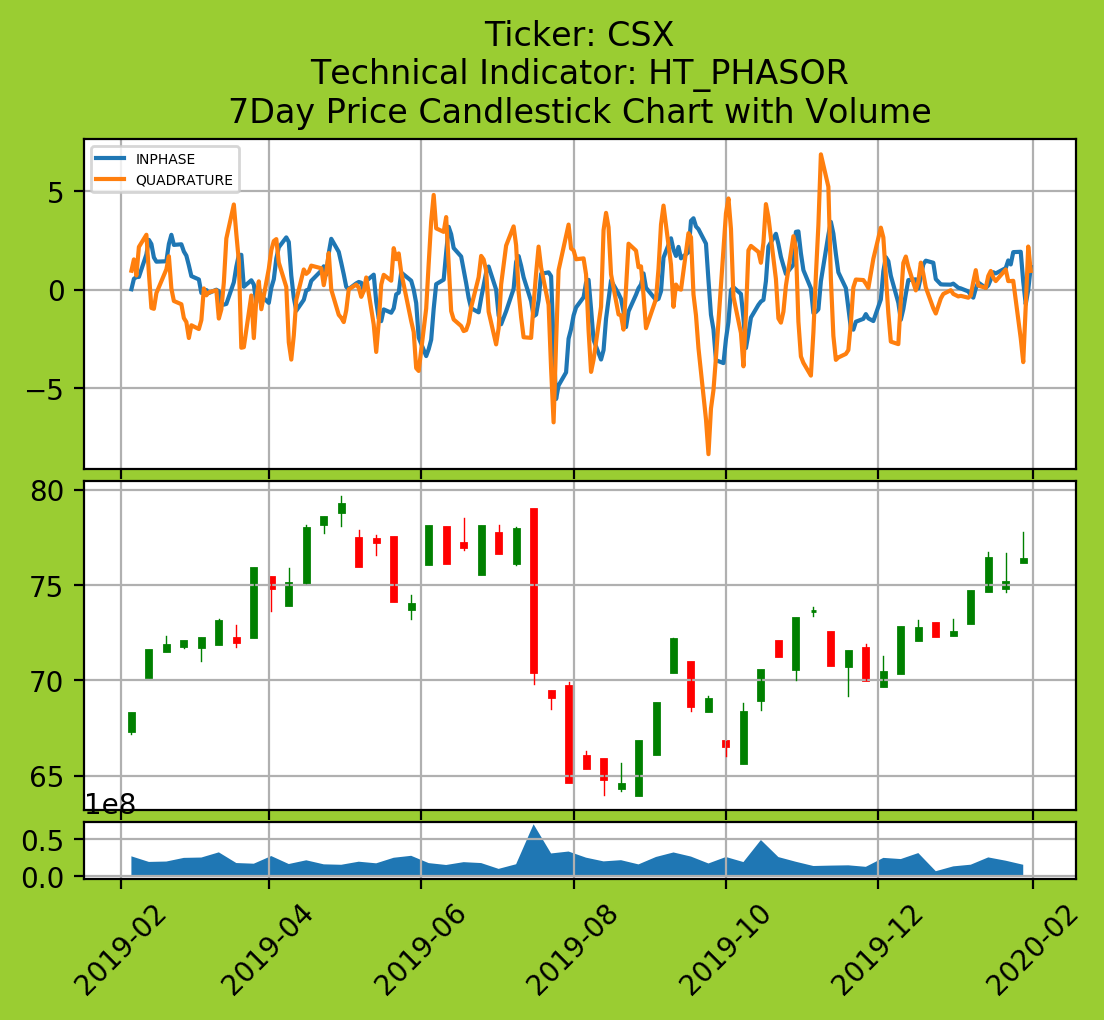 Ticker: CSX
Technical Indicator: HT_PHASOR
7Day Price Candlestick Chart with Volume
INPHASE
QUADRATURE
5
0
−5
80
75
70
65
1e8
0.5
0.0
2019-02
2019-04
2019-06
2019-08
2019-10
2019-12
2020-02